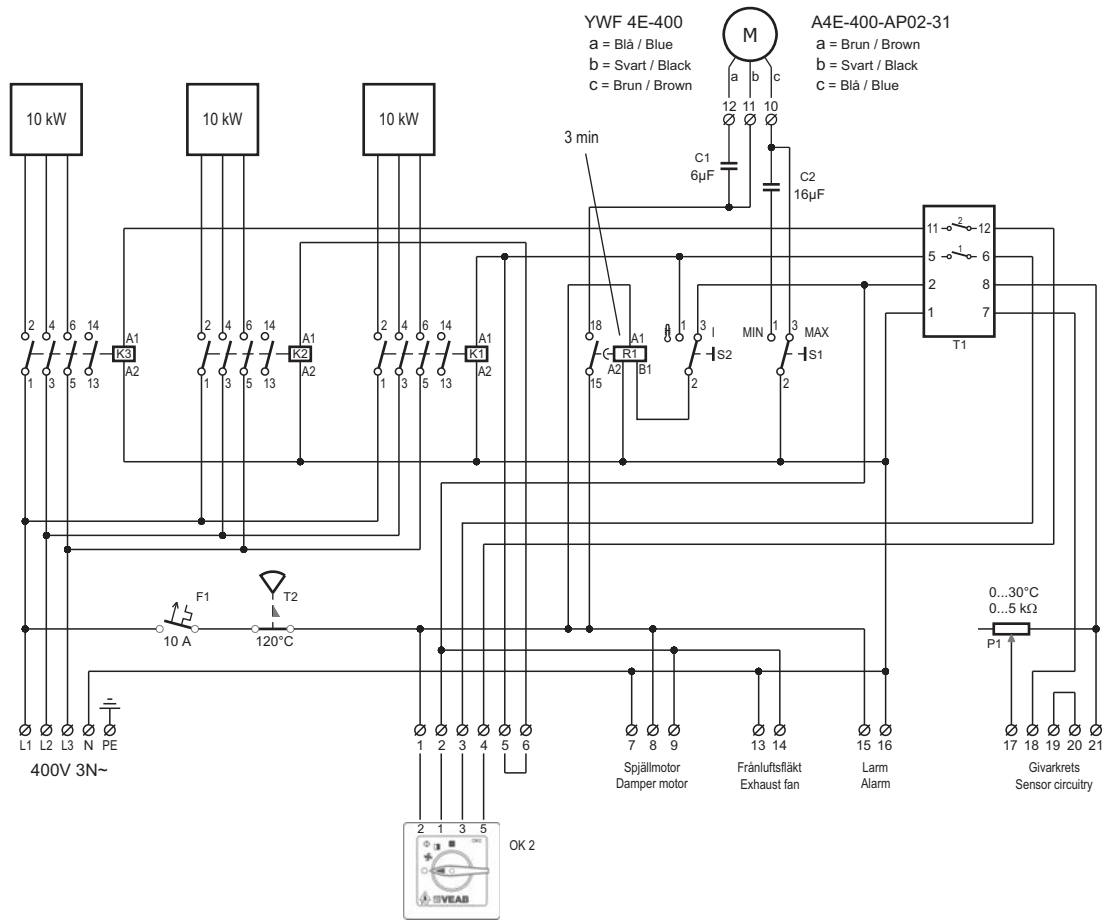 YWF 4E-400
a = Blå / Blue
b = Svart / Black
c = Brun / Brown
M
a b c
A4E-400-AP02-31
a = Brun / Brown
b = Svart / Black
c = Blå / Blue
12 11 10
10 kW
10 kW
10 kW
3 min
C1
6µF
C2
16µF
11 2 12
5 1 6
2 8
1 7
T1
2 4 6 14 A1
K3
1 3 5 13 A2
2 4 6 14 A1
K2
1 3 5 13 A2
2 4 6 14 A1
K1
1 3 5 13 A2
18 A1
R1
15 A2 B1
1 3 I
S2
2
MIN 1 3 MAX
S1
2
F1
10 A
T2
120°C
0...30°C
0...5 kΩ
P1
L1 L2 L3 N PE
400V 3N~
1 2 3 4 5 6
7 8 9
Spjällmotor
Damper motor
13 14
Frånluftsfläkt
Exhaust fan
15 16
Larm
Alarm
17 18 19 20 21
Givarkrets
Sensor circuitry
2 1 3 5
OK 2
OK2
VEAB